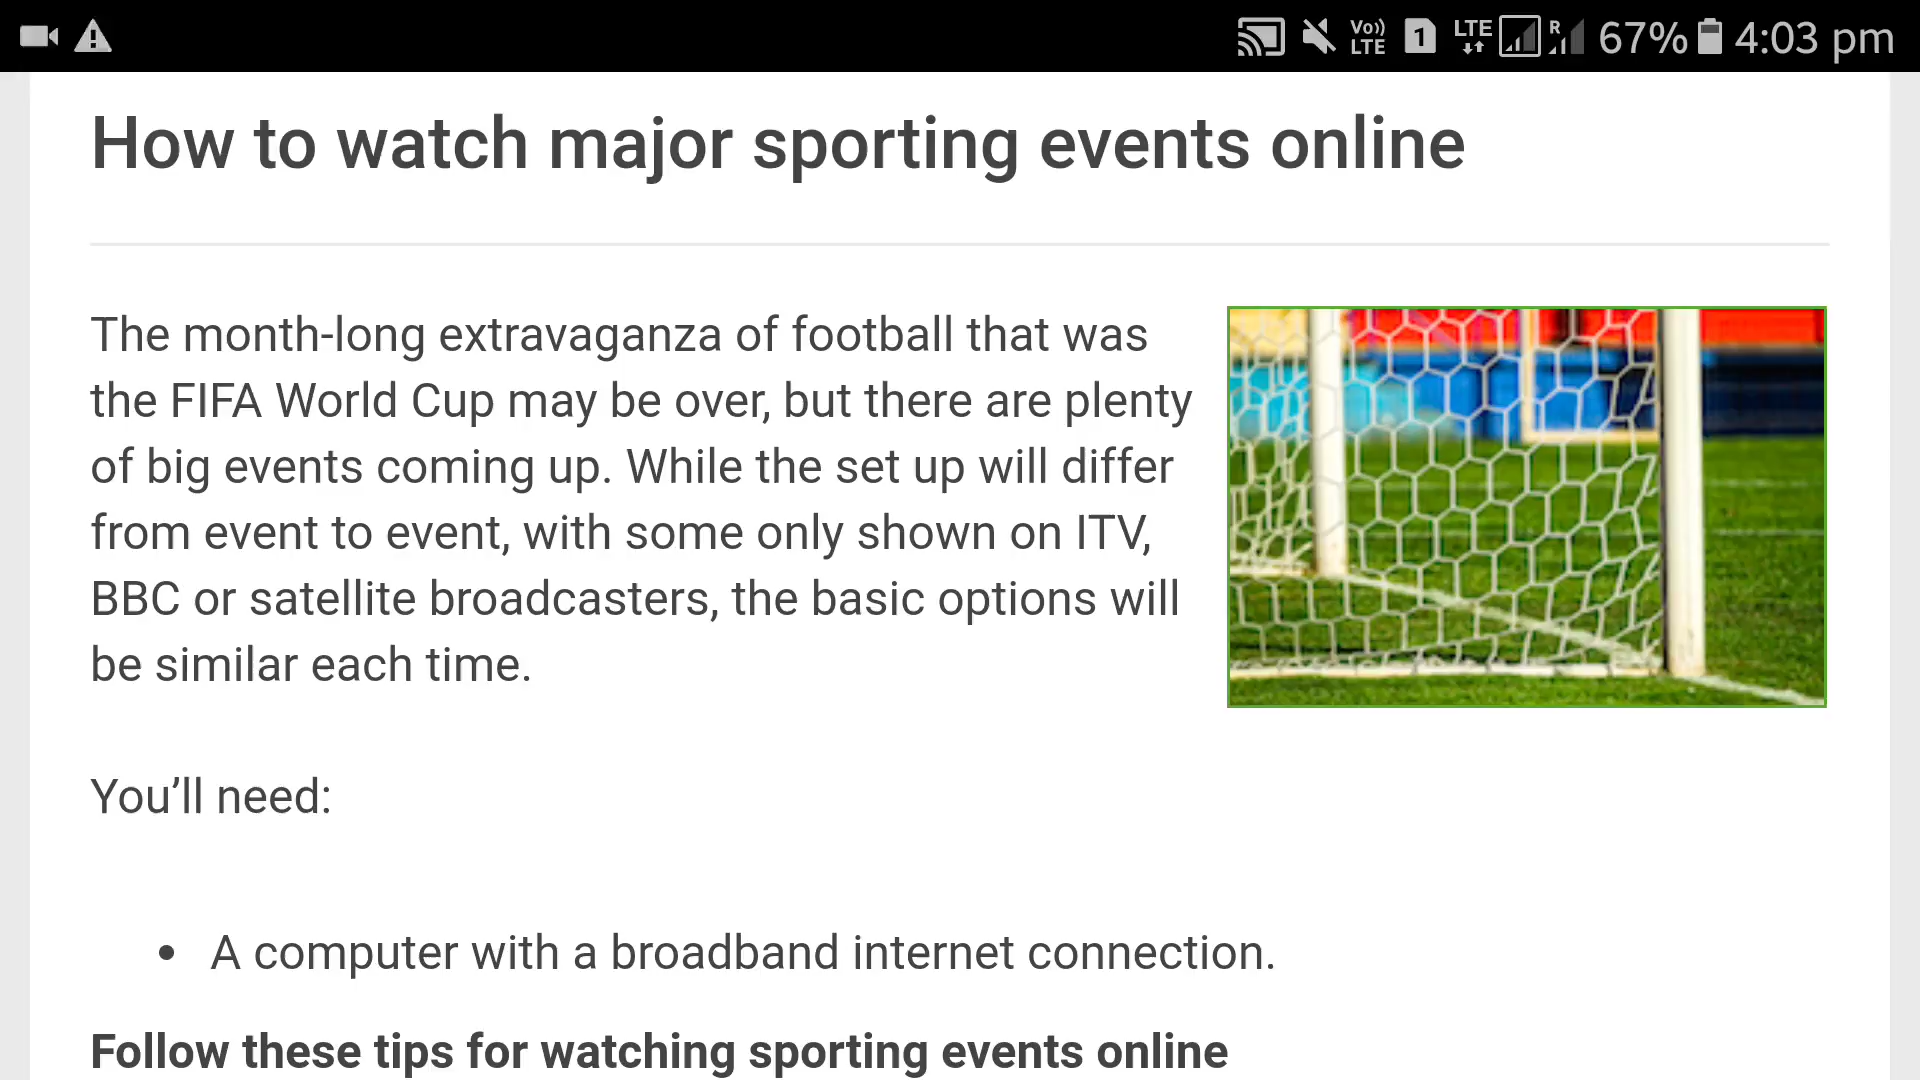 Vo)) LTE 1 LTE R 67% 4:03 pm
How to watch major sporting events online
The month-long extravaganza of football that was
the FIFA World Cup may be over, but there are plenty
of big events coming up. While the set up will differ
from event to event, with some only shown on ITV,
BBC or satellite broadcasters, the basic options will
be similar each time.
You’ll need:
• A computer with a broadband internet connection.
Follow these tips for watching sporting events online